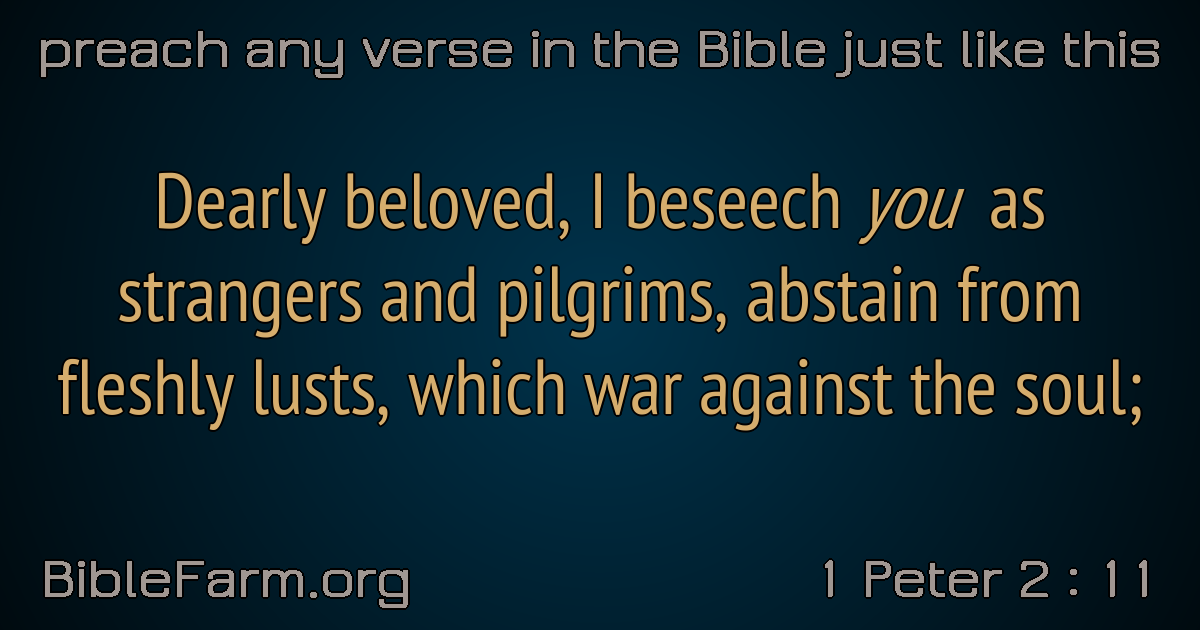 preach any verse in the Bible just like this
Dearly beloved, I beseech you as
strangers and pilgrims, abstain from
fleshly lusts, which war against the soul;
BibleFarm.org
1 Peter 2 : 11